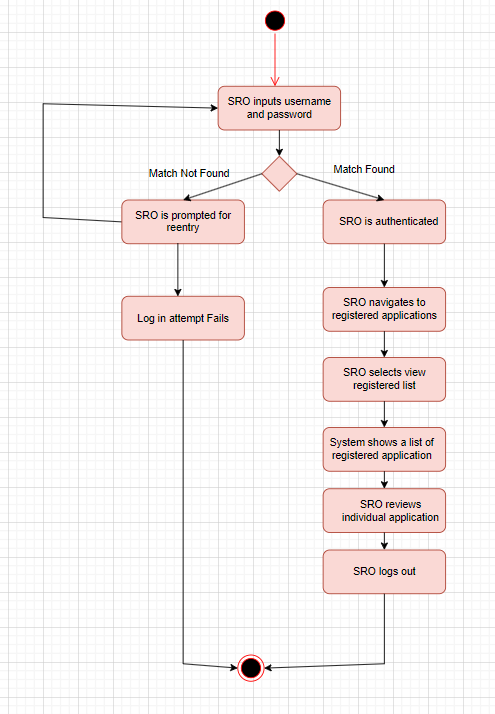 SRO inputs username
and password
Match Not Found
Match Found
SRO is prompted for
reentry
SRO is authenticated
Log in attempt Fails
SRO navigates to
registered applications
SRO selects view
registered list
System shows a list of
registered application
SRO reviews
individual application
SRO logs out